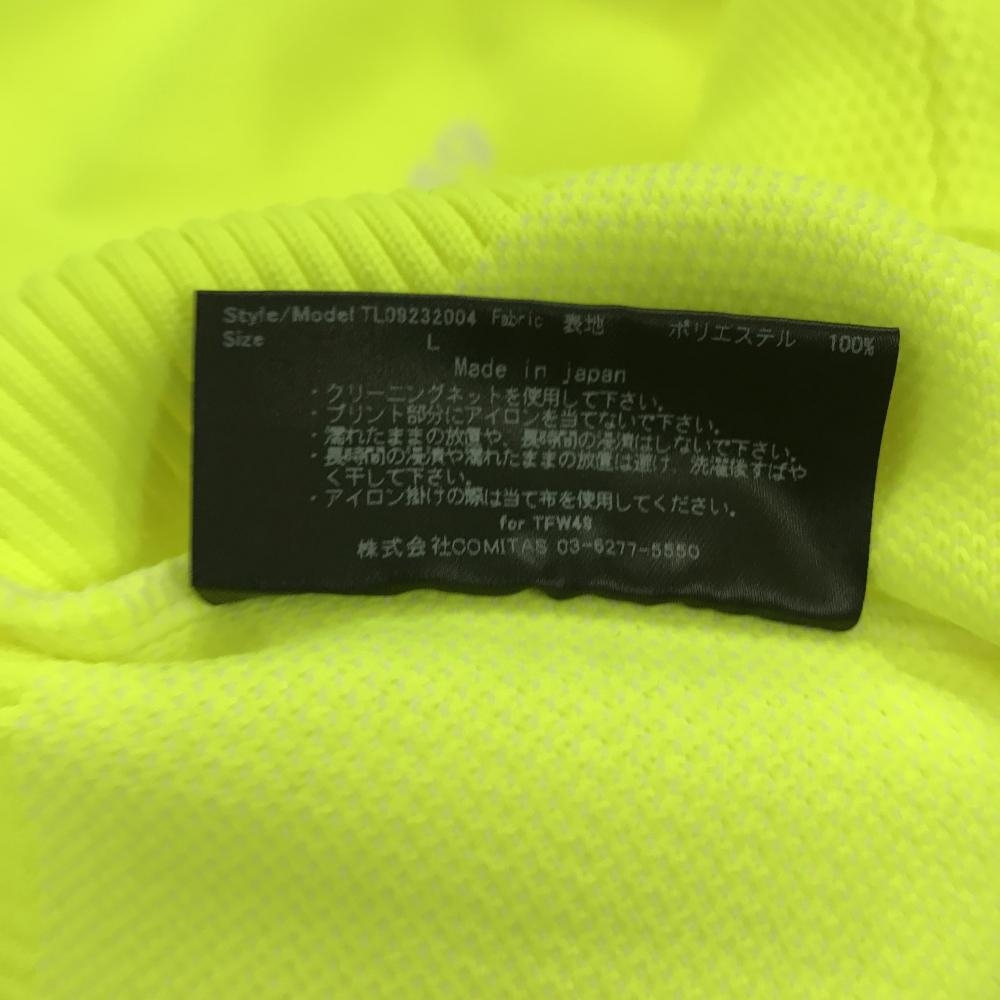 Style/Model TL09232004 Fabric 表地 ポリエステル 100%
Size L
Made in japan
・クリーニングネットを使用して下さい。
・プリント部分にアイロンを当てないで下さい。
・濡れたままの放置や、長時間の浸漬はしないで下さい。
・長時間の浸漬や濡れたままの放置は避け、洗濯後すばや
く干して下さい。
・アイロン掛けの際は当て布を使用してください。
for TFW49
株式会社COMITAS 03-6277-5550